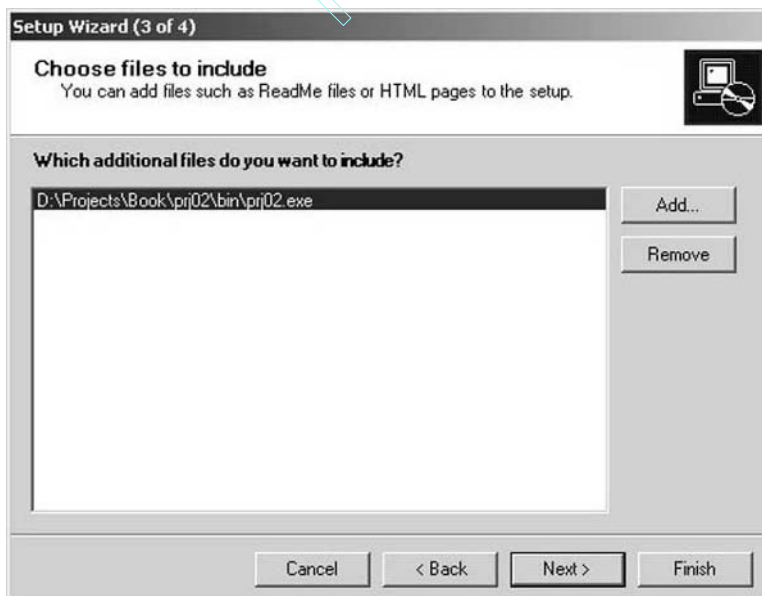 Setup Wizard (3 of 4)
Choose files to include
You can add files such as ReadMe files or HTML pages to the setup.
Which additional files do you want to include?
D:\Projects\Book\prj02\bin\prj02.exe
Add...
Remove
Cancel
< Back
Next >
Finish